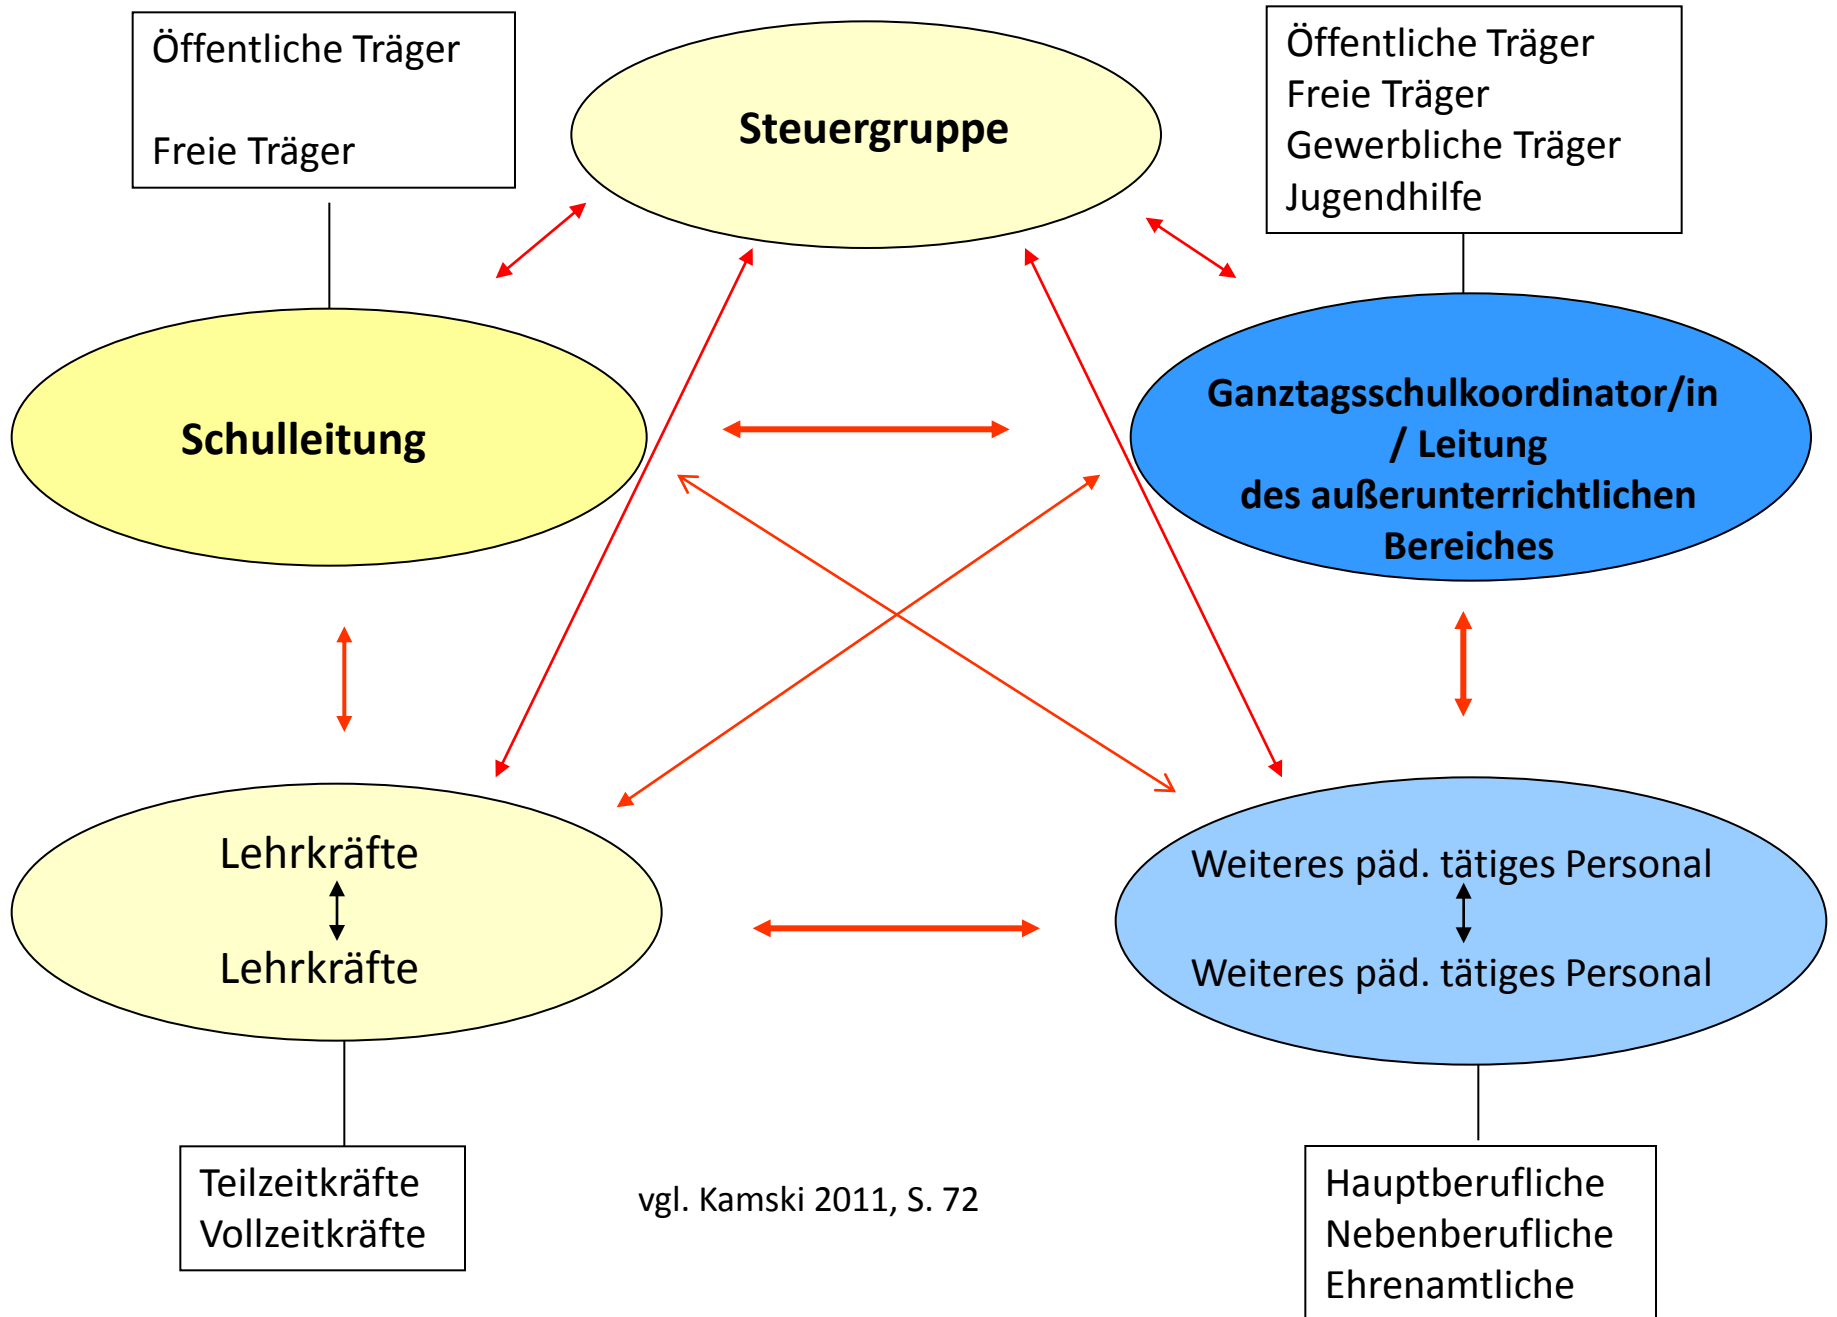 Öffentliche Träger
Freie Träger
Steuergruppe
Öffentliche Träger
Freie Träger
Gewerbliche Träger
Jugendhilfe
Schulleitung
Ganztagsschulkoordinator/in
/ Leitung
des außerunterrichtlichen
Bereiches
Lehrkräfte
Lehrkräfte
Weiteres päd. tätiges Personal
Weiteres päd. tätiges Personal
Teilzeitkräfte
Vollzeitkräfte
vgl. Kamski 2011, S. 72
Hauptberufliche
Nebenberufliche
Ehrenamtliche